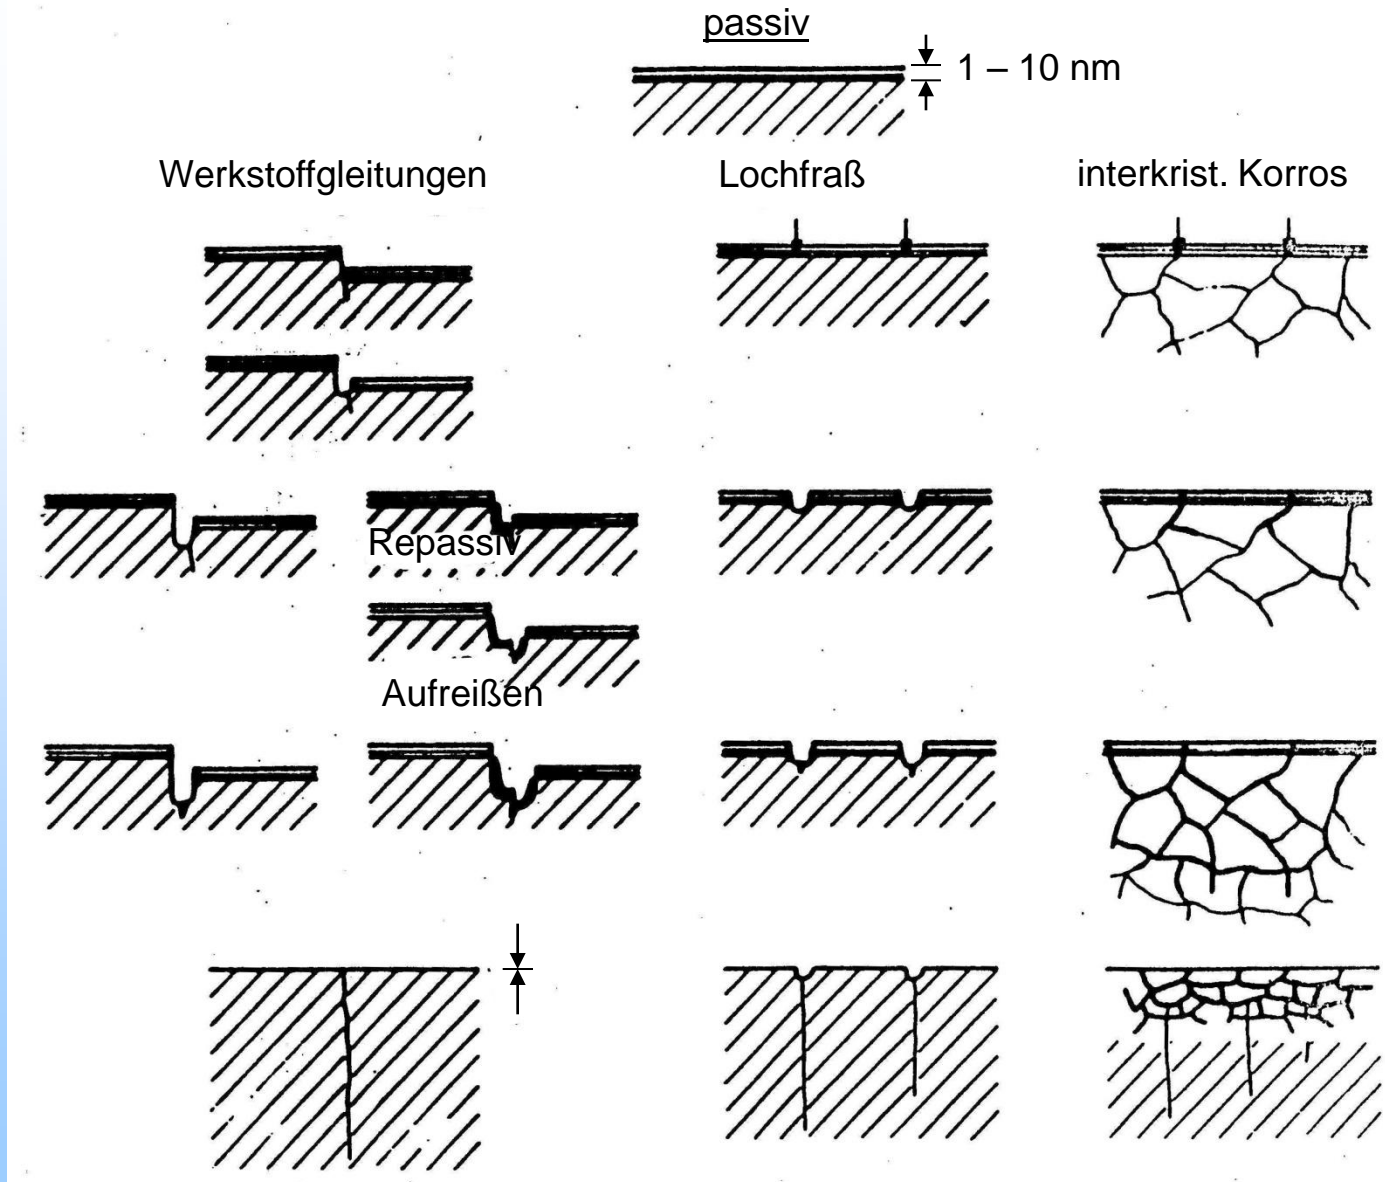 passiv
1 – 10 nm
Werkstoffgleitungen
Lochfraß
interkrist. Korros
Repassiv
Aufreißen